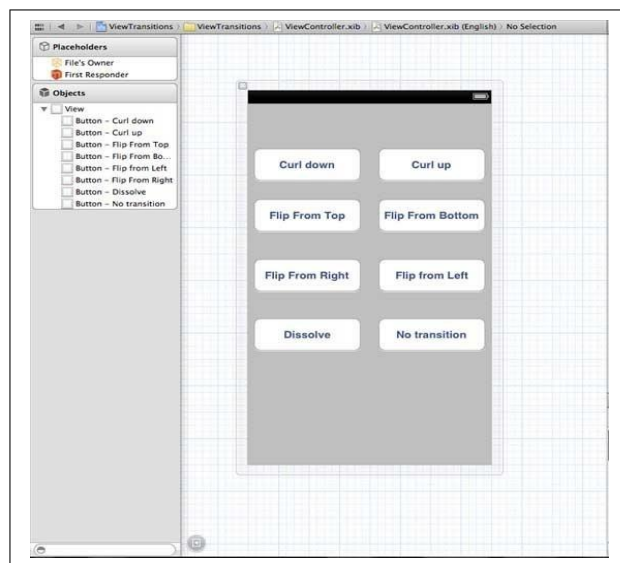 ViewTransitions ViewTransitions ViewController.xib ViewController.xib (English) No Selection
Placeholders
File's Owner
First Responder
Objects
View
Button - Curl down
Button - Curl up
Button - Flip From Top
Button - Flip From Bo...
Button - Flip from Left
Button - Flip From Right
Button - Dissolve
Button - No transition
Curl down Curl up
Flip From Top Flip From Bottom
Flip From Right Flip from Left
Dissolve No transition